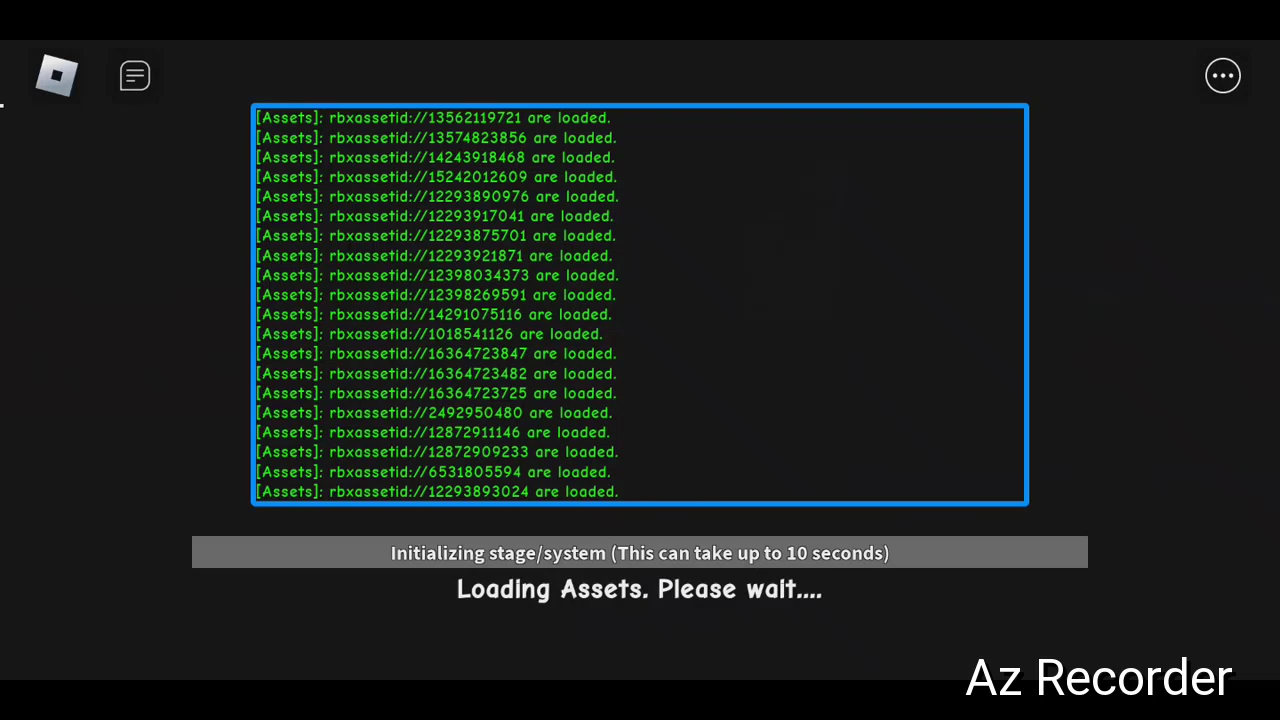 [Assets]: rbxassetid://13562119721 are loaded.
[Assets]: rbxassetid://13574823856 are loaded.
[Assets]: rbxassetid://14243918468 are loaded.
[Assets]: rbxassetid://15242012609 are loaded.
[Assets]: rbxassetid://12293890976 are loaded.
[Assets]: rbxassetid://12293917041 are loaded.
[Assets]: rbxassetid://12293875701 are loaded.
[Assets]: rbxassetid://12293921871 are loaded.
[Assets]: rbxassetid://12398034373 are loaded.
[Assets]: rbxassetid://12398269591 are loaded.
[Assets]: rbxassetid://14291075116 are loaded.
[Assets]: rbxassetid://1018541126 are loaded.
[Assets]: rbxassetid://16364723847 are loaded.
[Assets]: rbxassetid://16364723482 are loaded.
[Assets]: rbxassetid://16364723725 are loaded.
[Assets]: rbxassetid://2492950480 are loaded.
[Assets]: rbxassetid://12872911146 are loaded.
[Assets]: rbxassetid://12872909233 are loaded.
[Assets]: rbxassetid://6531805594 are loaded.
[Assets]: rbxassetid://12293893024 are loaded.
Initializing stage/system (This can take up to 10 seconds)
Loading Assets. Please wait....
Az Recorder